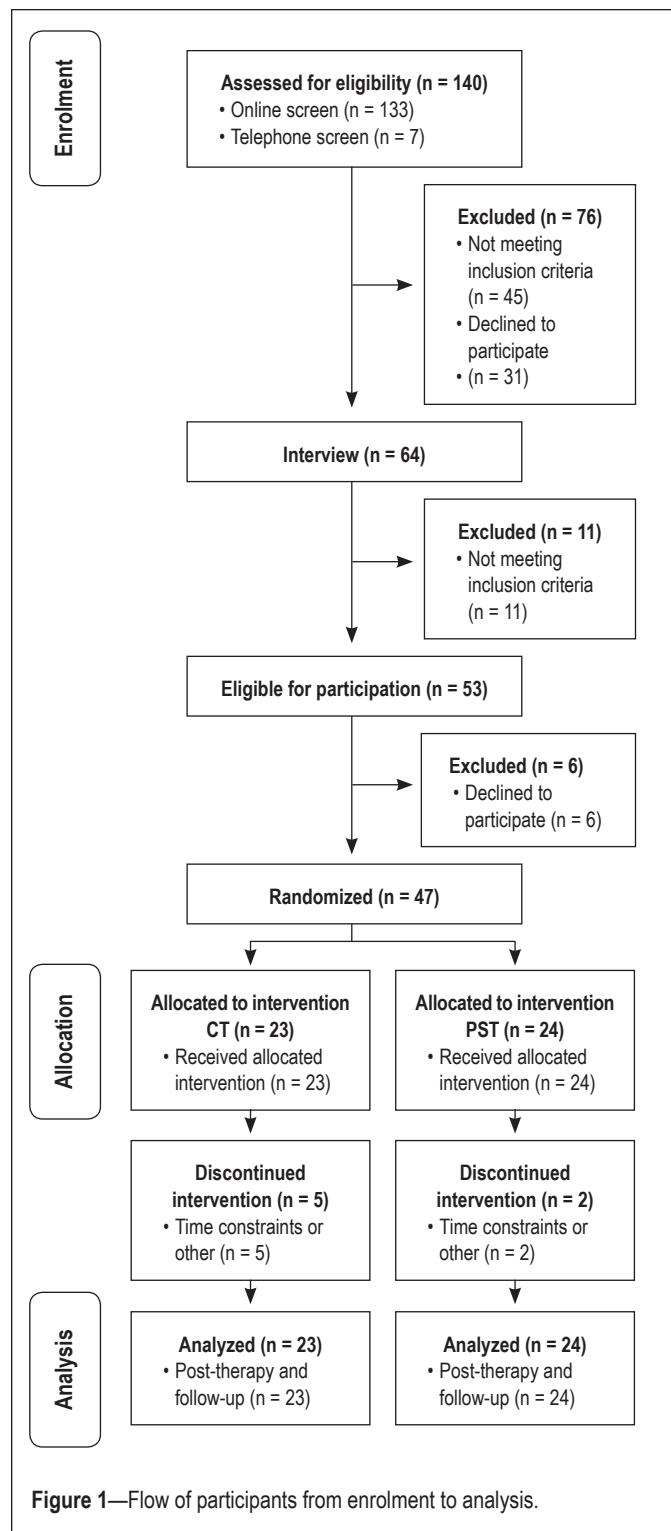 Enrolment
Assessed for eligibility (n = 140)
• Online screen (n = 133)
• Telephone screen (n = 7)
Excluded (n = 76)
• Not meeting
inclusion criteria
(n = 45)
• Declined to
participate
• (n = 31)
Interview (n = 64)
Excluded (n = 11)
• Not meeting
inclusion criteria
(n = 11)
Eligible for participation (n = 53)
Excluded (n = 6)
• Declined to
participate (n = 6)
Randomized (n = 47)
Allocation
Allocated to intervention
CT (n = 23)
• Received allocated
intervention (n = 23)
Allocated to intervention
PST (n = 24)
• Received allocated
intervention (n = 24)
Discontinued
intervention (n = 5)
• Time constraints or
other (n = 5)
Discontinued
intervention (n = 2)
• Time constraints or
other (n = 2)
Analysis
Analyzed (n = 23)
• Post-therapy and
follow-up (n = 23)
Analyzed (n = 24)
• Post-therapy and
follow-up (n = 24)
Figure 1—Flow of participants from enrolment to analysis.